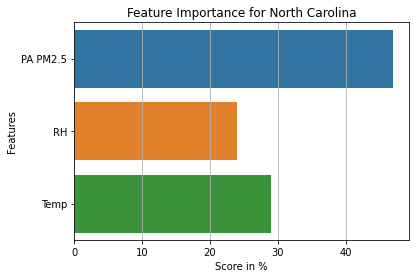 Feature Importance for North Carolina
Features
PA PM2.5
RH
Temp
0 10 20 30 40
Score in %